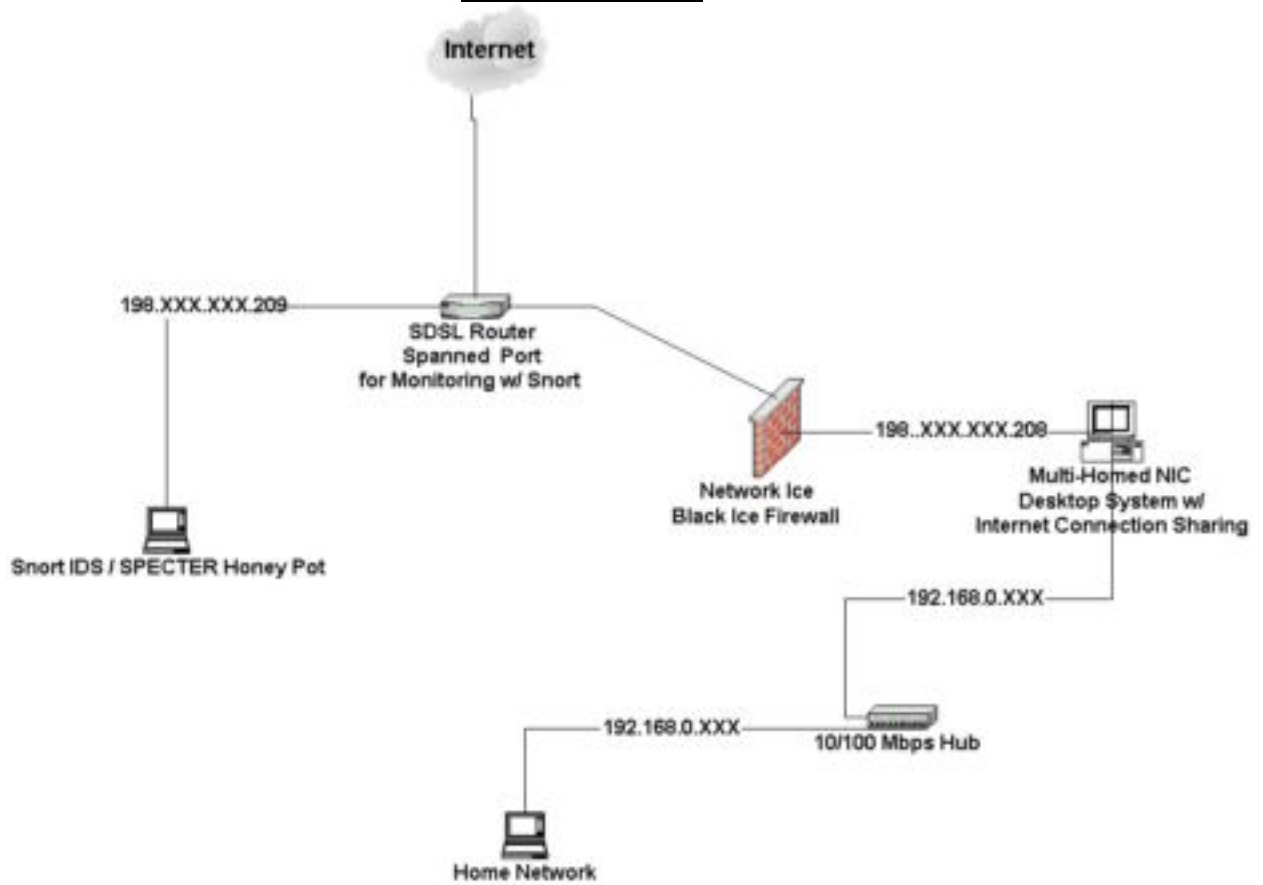 Internet
198.XXX.XXX.209
SDSL Router
Spanned Port
for Monitoring w/ Snort
198..XXX.XXX.208
Network Ice
Black Ice Firewall
Multi-Homed NIC
Desktop System w/
Internet Connection Sharing
Snort IDS / SPECTER Honey Pot
192.168.0.XXX
192.168.0.XXX
10/100 Mbps Hub
Home Network